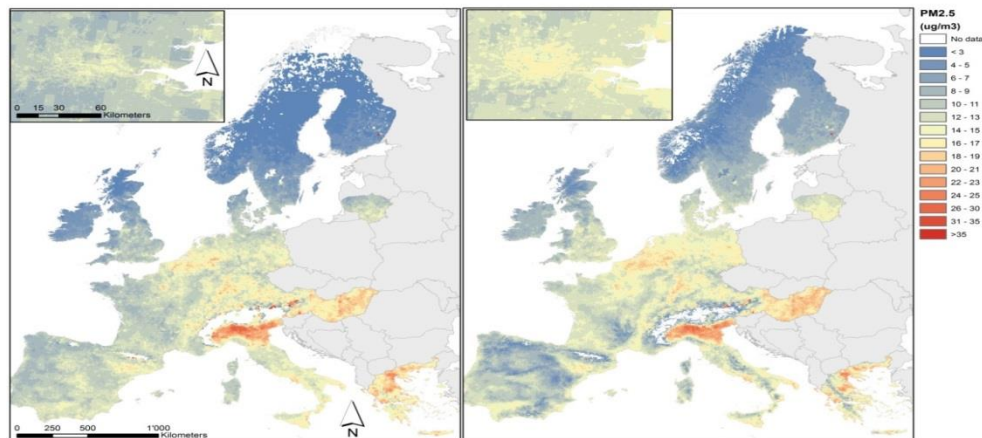 N
0 15 30 60
Kilometers
0 250 500 1'000
Kilometers
N
PM2.5
(ug/m3)
No data
< 3
4 - 5
6 - 7
8 - 9
10 - 11
12 - 13
14 - 15
16 - 17
18 - 19
20 - 21
22 - 23
24 - 25
26 - 30
31 - 35
>35